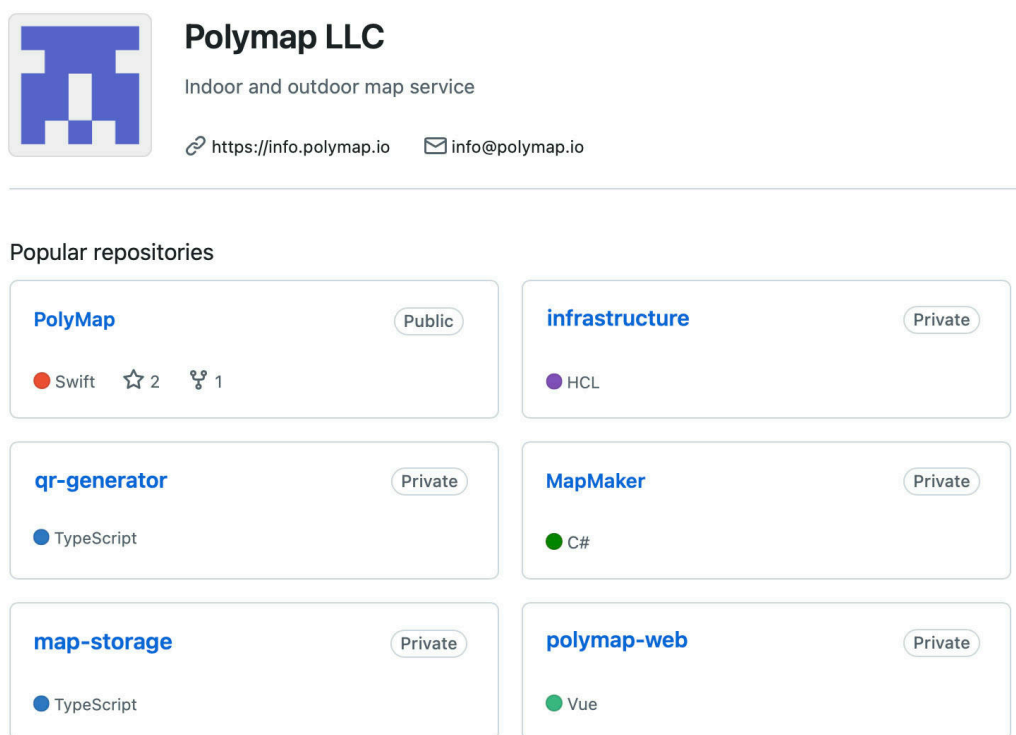 Polymap LLC
Indoor and outdoor map service
https://info.polymap.io info@polymap.io
Popular repositories
PolyMap Public
Swift 2 1
infrastructure Private
HCL
qr-generator Private
TypeScript
MapMaker Private
C#
map-storage Private
TypeScript
polymap-web Private
Vue